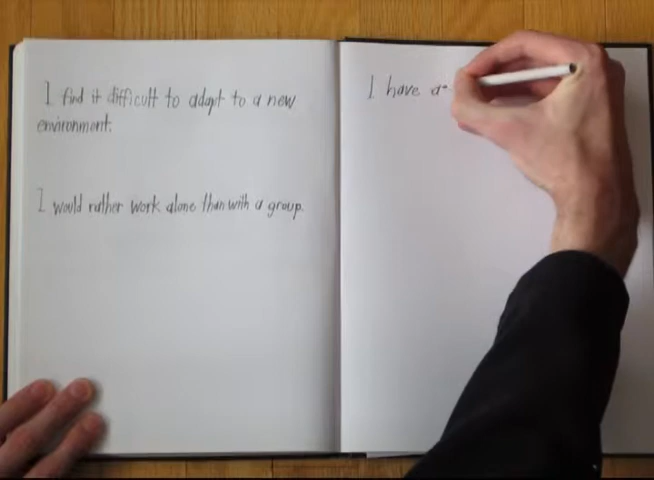 I find it difficult to adapt to a new
environment.
I would rather work alone than with a group.
I have a